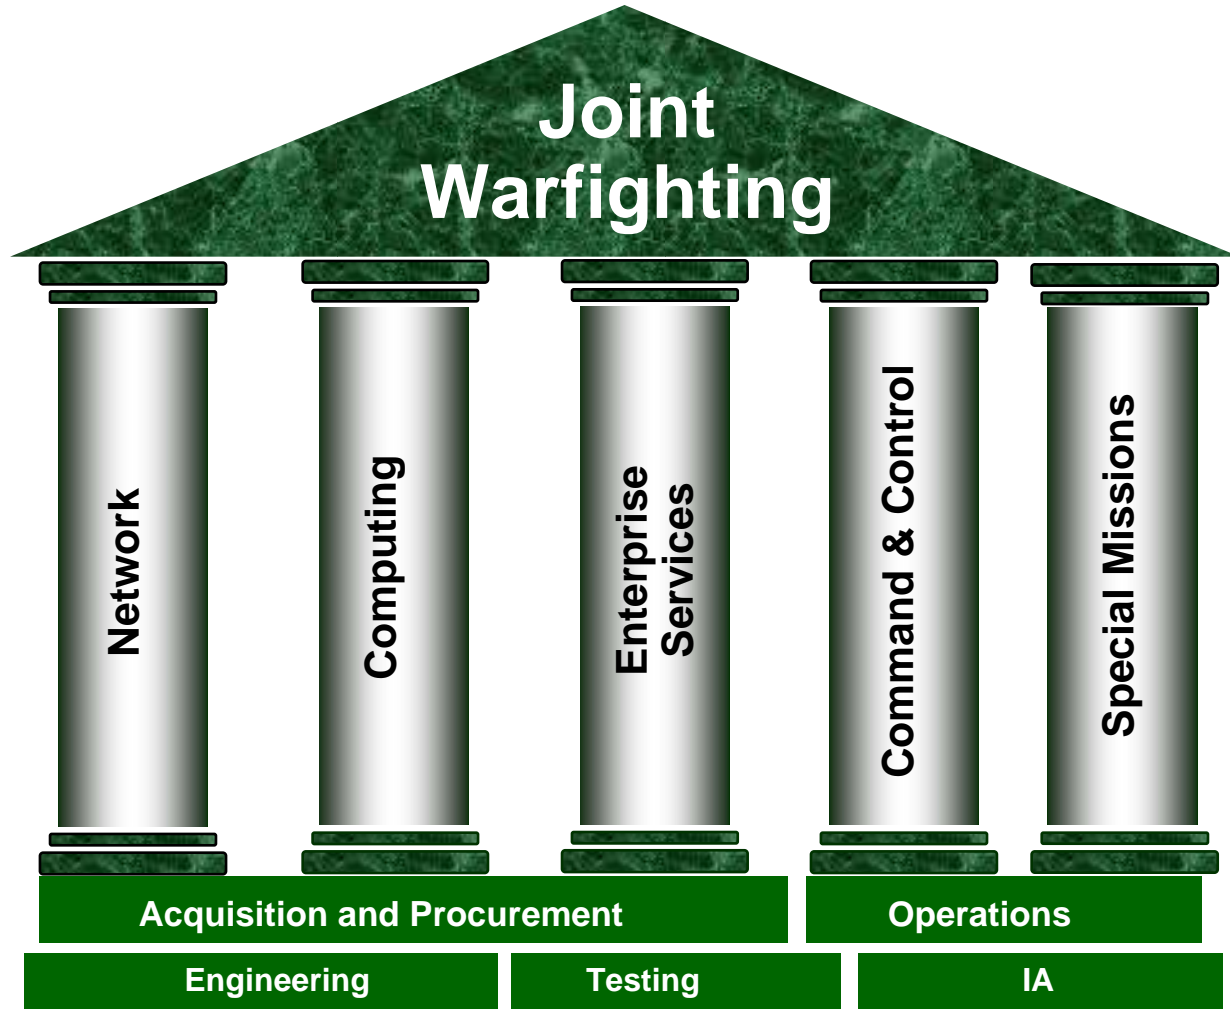 Joint
Warfighting
Network
Computing
Enterprise
Services
Command & Control
Special Missions
Acquisition and Procurement
Operations
Engineering
Testing
IA